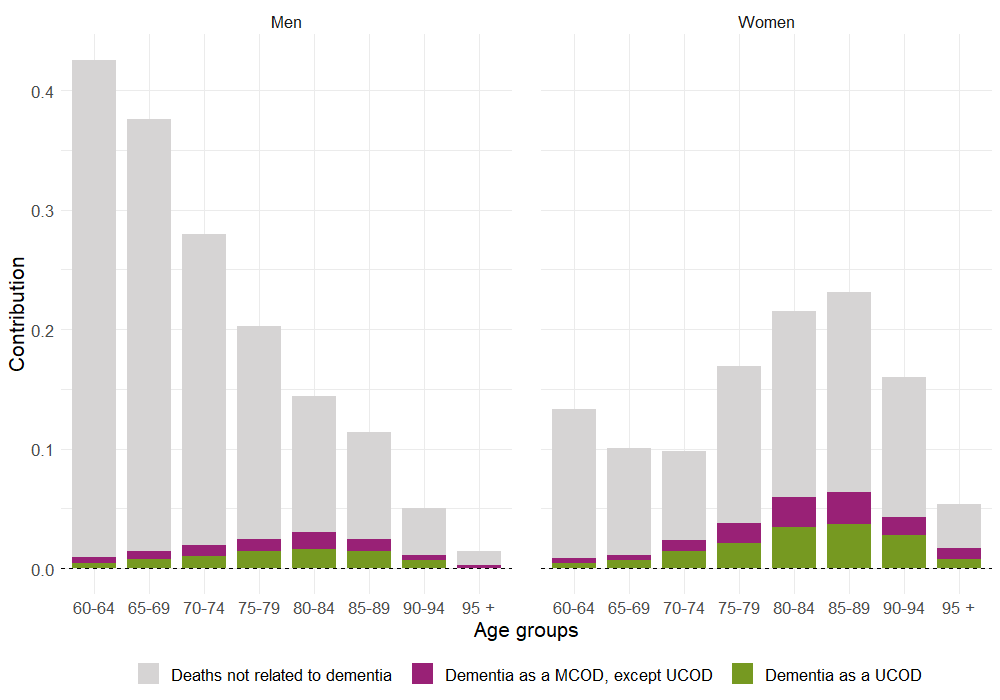 Men Women
Contribution
0.4
0.3
0.2
0.1
0.0
60-64 65-69 70-74 75-79 80-84 85-89 90-94 95 + 60-64 65-69 70-74 75-79 80-84 85-89 90-94 95 +
Age groups
Deaths not related to dementia Dementia as a MCOD, except UCOD Dementia as a UCOD